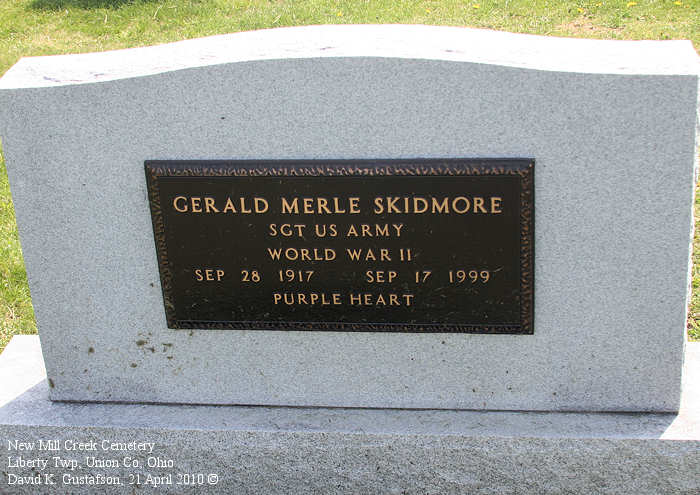 GERALD MERLE SKIDMORE
SGT US ARMY
WORLD WAR II
SEP 28 1917 SEP 17 1999
PURPLE HEART
New Mill Creek Cemetery
Liberty Twp, Union Co, Ohio
David K. Gustafson, 21 April 2010 ©